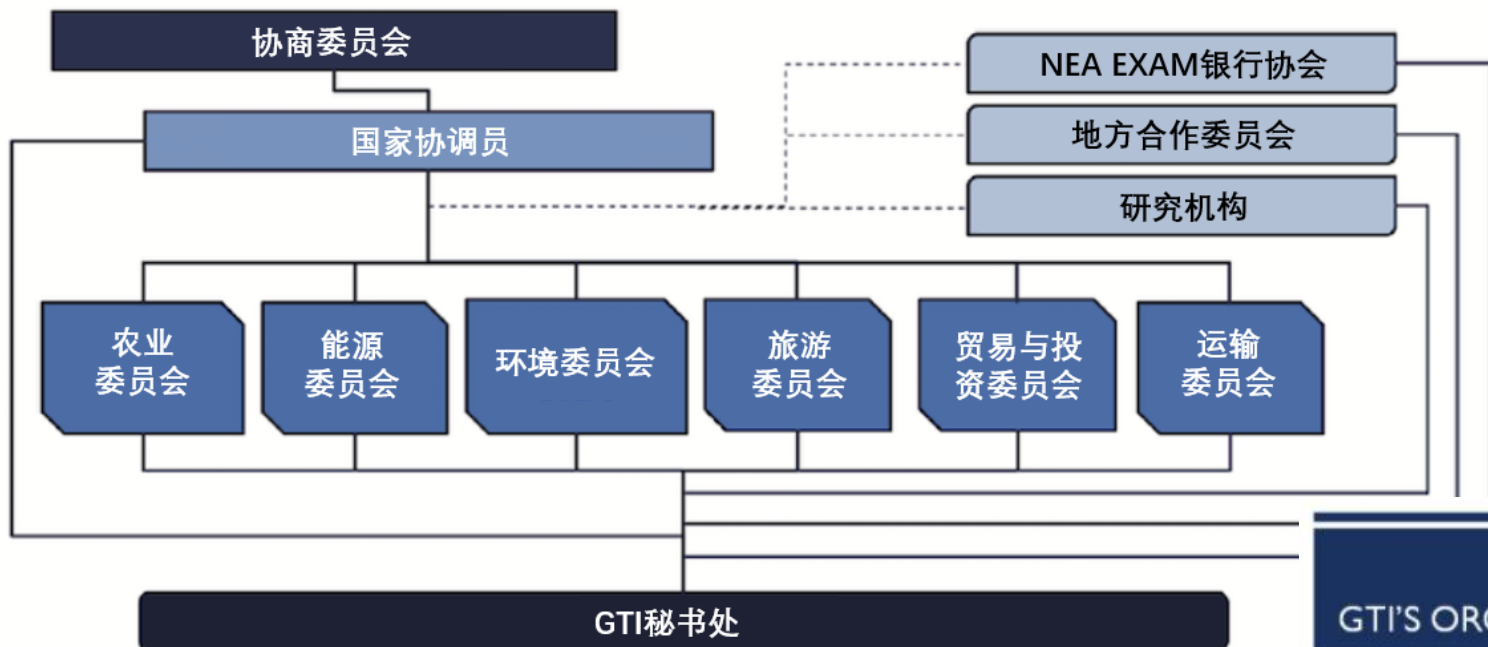 协商委员会
国家协调员
NEA EXAM银行协会
地方合作委员会
研究机构
农业
委员会
能源
委员会
环境委员会
旅游
委员会
贸易与投
资委员会
运输
委员会
GTI秘书处
GTI'S